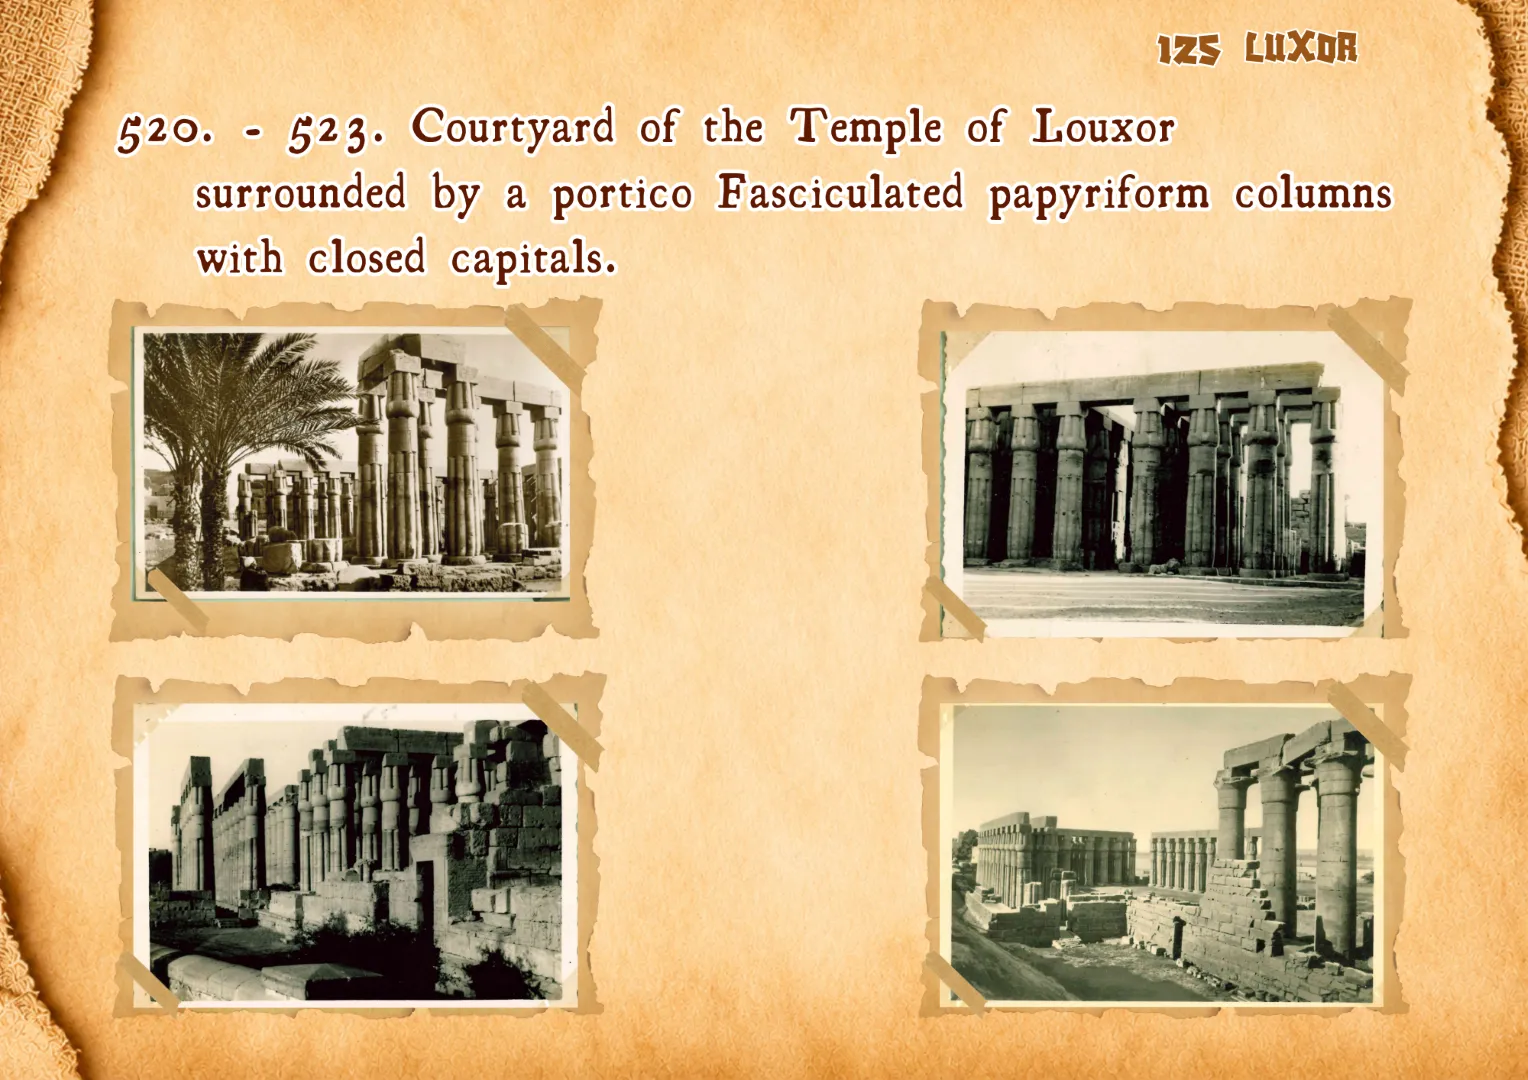 125 LUXOR
520. - 523. Courtyard of the Temple of Louxor
surrounded by a portico Fasciculated papyriform columns
with closed capitals.